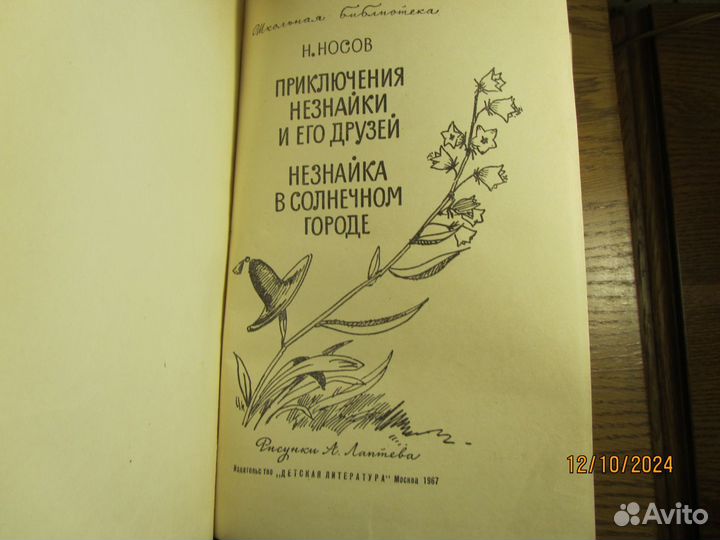 Школьная библиотека
Н. НОСОВ
ПРИКЛЮЧЕНИЯ
НЕЗНАЙКИ
И ЕГО ДРУЗЕЙ
НЕЗНАЙКА
В СОЛНЕЧНОМ
ГОРОДЕ
Рисунки А. Лаптева
Издательство „ДЕТСКАЯ ЛИТЕРАТУРА" Москва 1967
12/10/2024
Avito